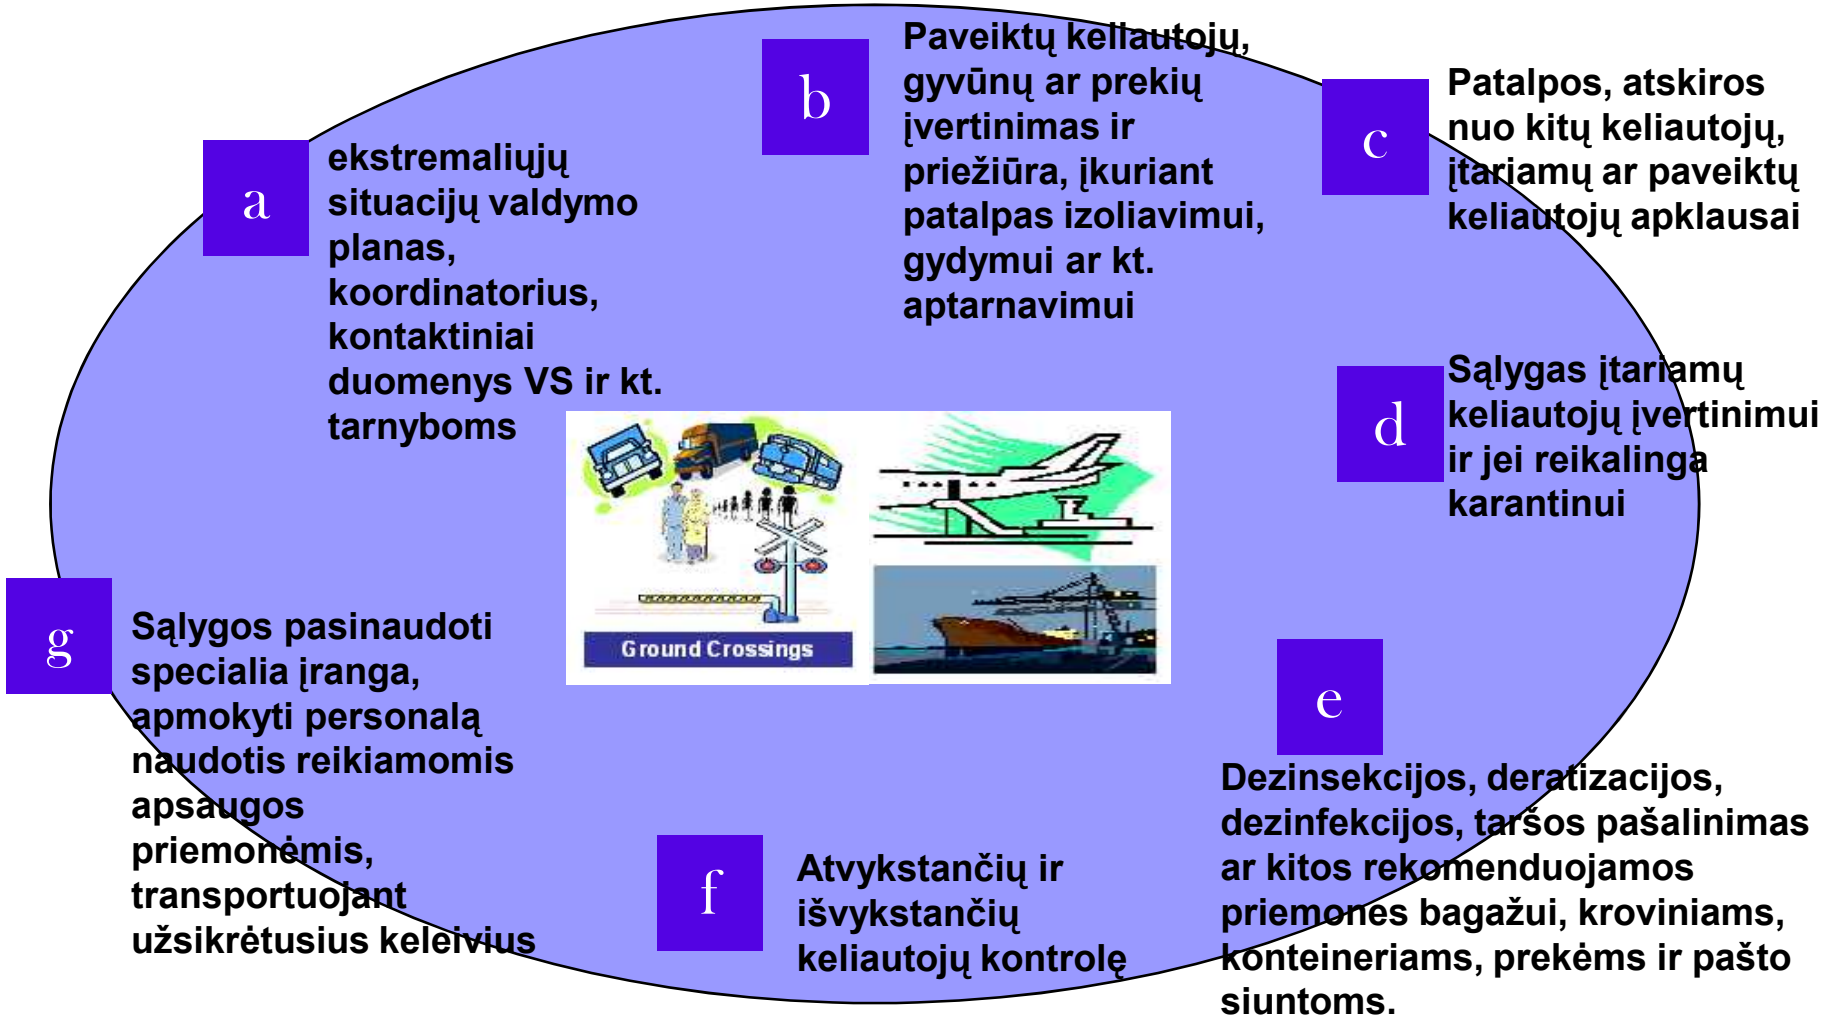 a
ekstremaliųjų
situacijų valdymo
planas,
koordinatorius,
kontaktiniai
duomenys VS ir kt.
tarnyboms
b
Paveiktų keliautojų,
gyvūnų ar prekių
įvertinimas ir
priežiūra, įkuriant
patalpas izoliavimui,
gydymui ar kt.
aptarnavimui
c
Patalpos, atskiros
nuo kitų keliautojų,
įtariamų ar paveiktų
keliautojų apklausai
d
Sąlygas įtariamų
keliautojų įvertinimui
ir jei reikalinga
karantinui
e
Dezinsekcijos, deratizacijos,
dezinfekcijos, taršos pašalinimas
ar kitos rekomenduojamos
priemonės bagažui, kroviniams,
konteineriams, prekėms ir pašto
siuntoms.
f
Atvykstančių ir
išvykstančių
keliautojų kontrolę
g
Sąlygos pasinaudoti
specialia įranga,
apmokyti personalą
naudotis reikiamomis
apsaugos
priemonėmis,
transportuojant
užsikrėtusius keleivius
Ground Crossings